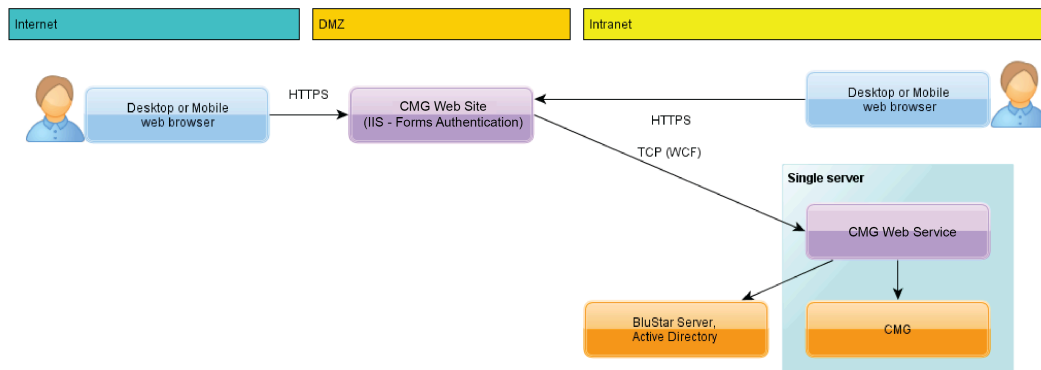 Internet
DMZ
Intranet
Desktop or Mobile
web browser
HTTPS
CMG Web Site
(IIS - Forms Authentication)
Desktop or Mobile
web browser
HTTPS
TCP (WCF)
Single server
CMG Web Service
BluStar Server,
Active Directory
CMG